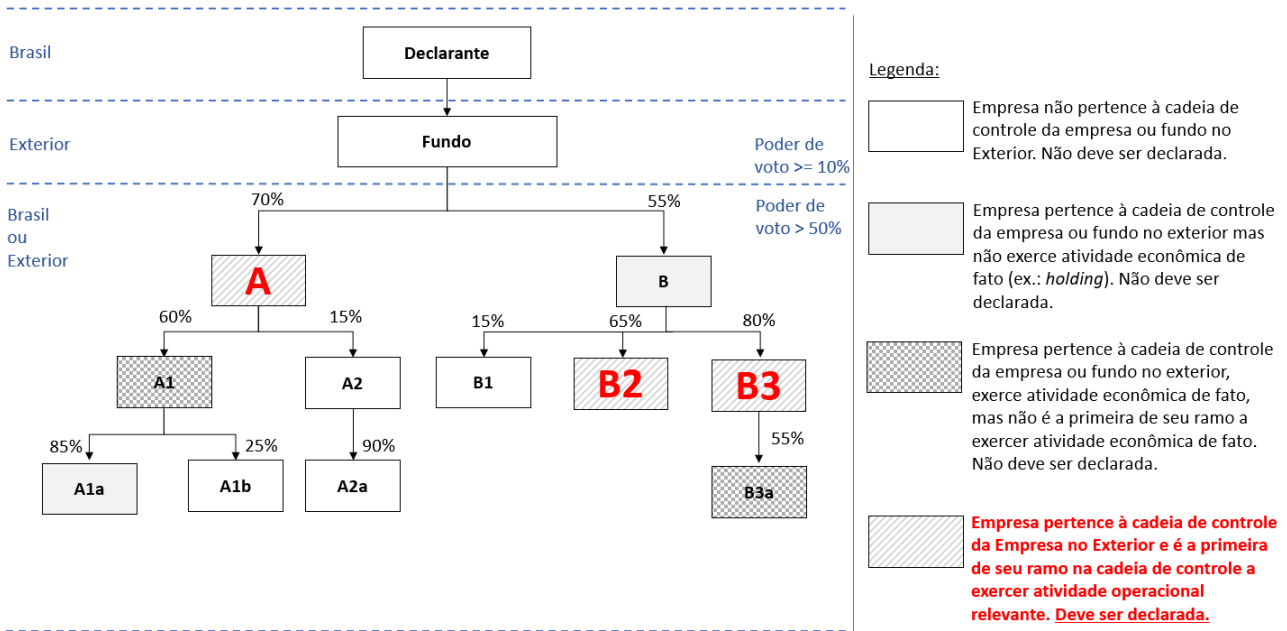 Brasil
Declarante
Exterior
Fundo
Poder de
voto >= 10%
Brasil
ou
Exterior
70%
55%
Poder de
voto > 50%
A
B
60%
15%
15%
65%
80%
A1
A2
B1
B2
B3
85%
25%
90%
55%
A1a
A1b
A2a
B3a
Legenda:
Empresa não pertence à cadeia de
controle da empresa ou fundo no
Exterior. Não deve ser declarada.
Empresa pertence à cadeia de controle
da empresa ou fundo no exterior mas
não exerce atividade econômica de
fato (ex.: holding). Não deve ser
declarada.
Empresa pertence à cadeia de controle
da empresa ou fundo no exterior,
exerce atividade econômica de fato,
mas não é a primeira de seu ramo a
exercer atividade econômica de fato.
Não deve ser declarada.
Empresa pertence à cadeia de controle
da Empresa no Exterior e é a primeira
de seu ramo na cadeia de controle a
exercer atividade operacional
relevante. Deve ser declarada.